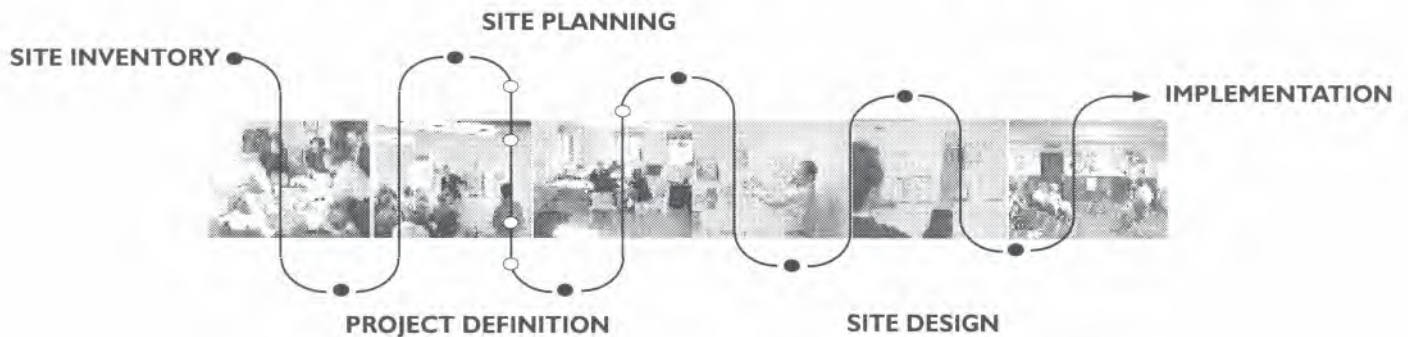 SITE PLANNING
SITE INVENTORY
IMPLEMENTATION
PROJECT DEFINITION
SITE DESIGN